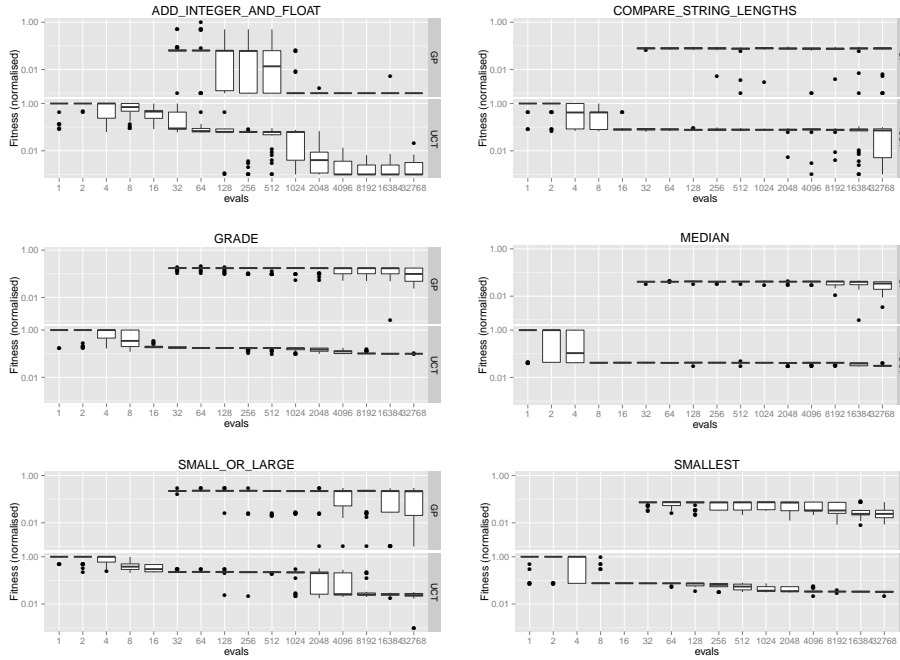 ADD_INTEGER_AND_FLOAT
Fitness (normalised)
1.00
0.01
GP
1.00
0.01
UCT
1 2 4 8 16 32 64 128 256 512 1024 2048 4096 8192 16384 32768
evals
COMPARE_STRING_LENGTHS
Fitness (normalised)
1.00
0.01
1.00
0.01
1 2 4 8 16 32 64 128 256 512 1024 2048 4096 8192 16384 32768
evals
GRADE
Fitness (normalised)
1.00
0.01
GP
1.00
0.01
UCT
1 2 4 8 16 32 64 128 256 512 1024 2048 4096 8192 16384 32768
evals
MEDIAN
Fitness (normalised)
1.00
0.01
1.00
0.01
1 2 4 8 16 32 64 128 256 512 1024 2048 4096 8192 16384 32768
evals
SMALL_OR_LARGE
Fitness (normalised)
1.00
0.01
GP
1.00
0.01
UCT
1 2 4 8 16 32 64 128 256 512 1024 2048 4096 8192 16384 32768
evals
SMALLEST
Fitness (normalised)
1.00
0.01
1.00
0.01
1 2 4 8 16 32 64 128 256 512 1024 2048 4096 8192 16384 32768
evals